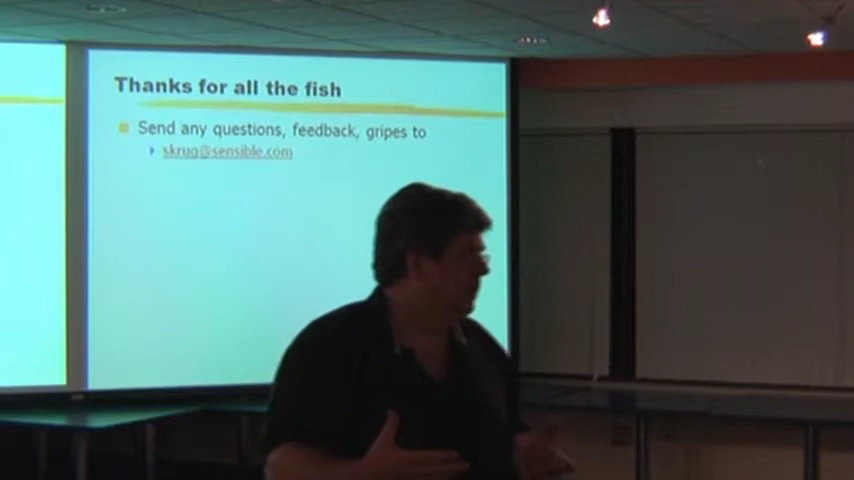 Thanks for all the fish
Send any questions, feedback, gripes to
skrug@sensible.com